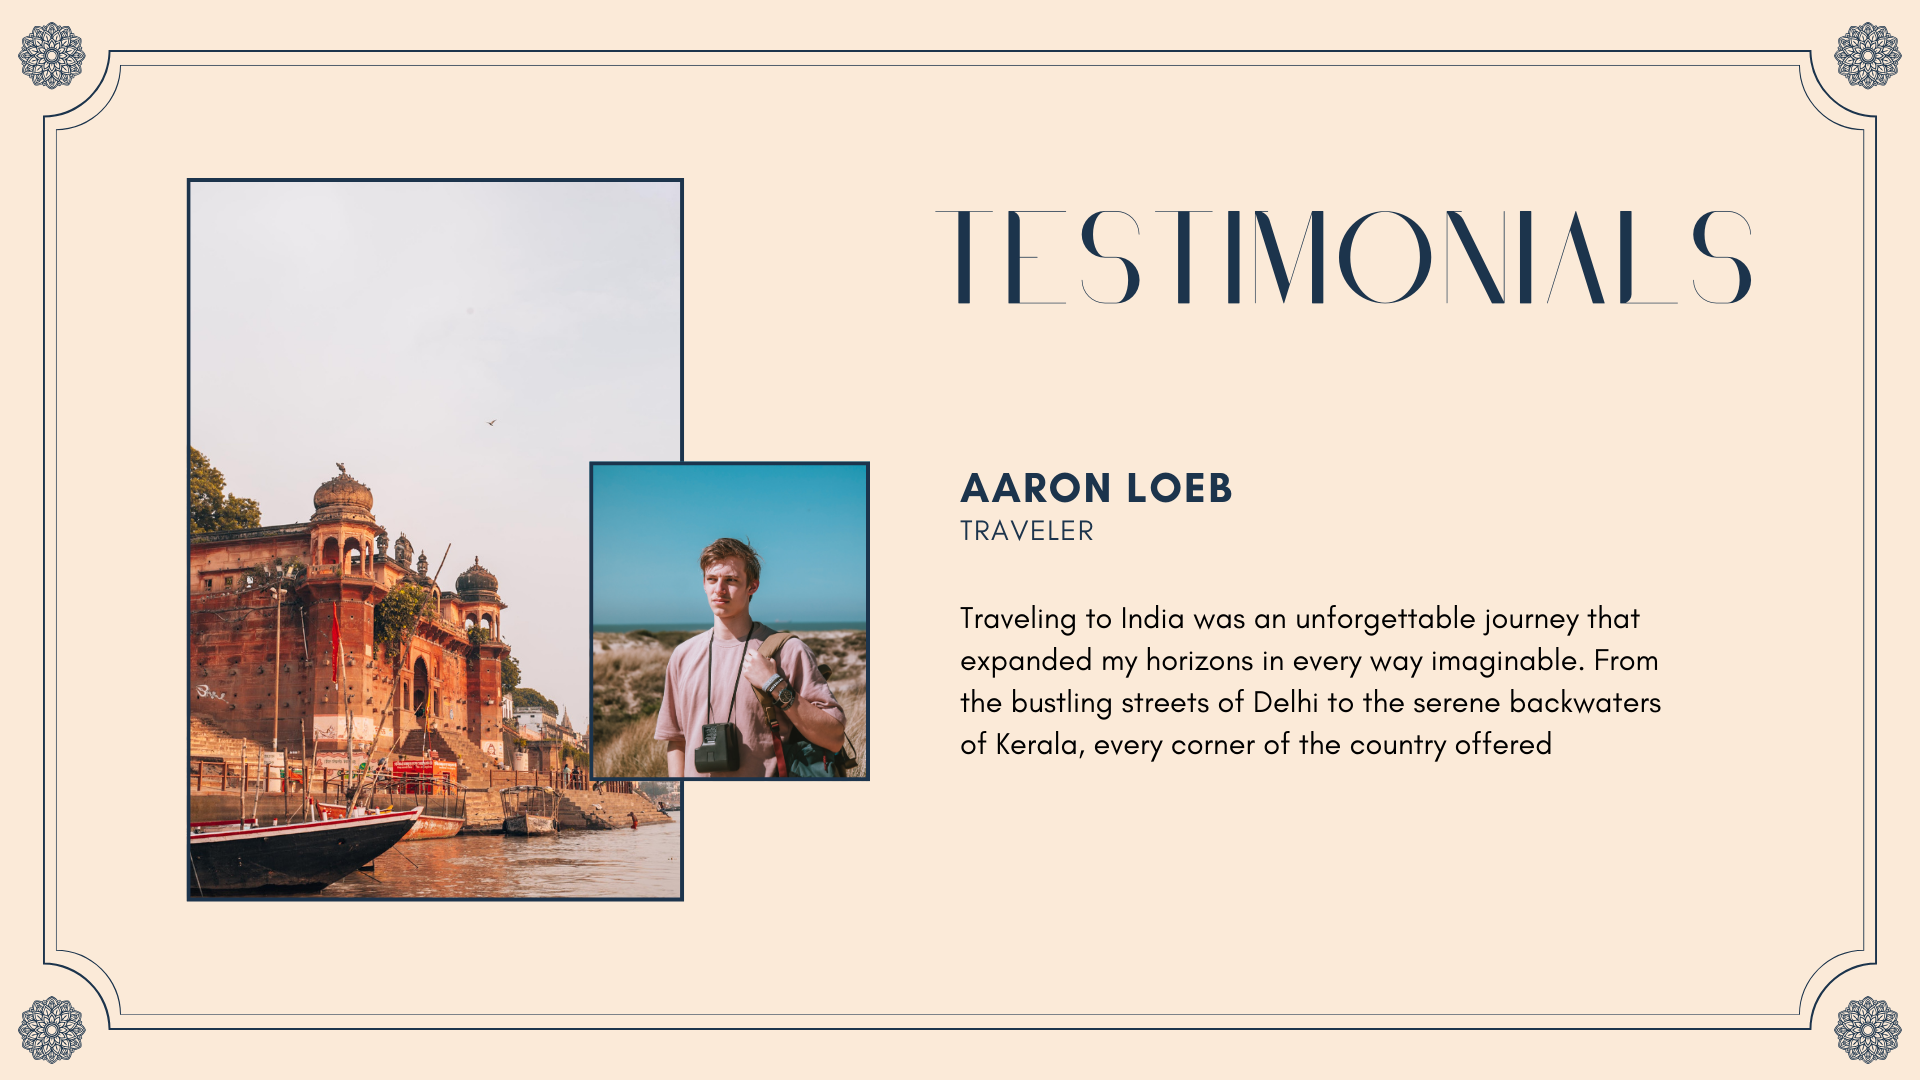 TESTIMONIALS
AARON LOEB
TRAVELER
Traveling to India was an unforgettable journey that
expanded my horizons in every way imaginable. From
the bustling streets of Delhi to the serene backwaters
of Kerala, every corner of the country offered